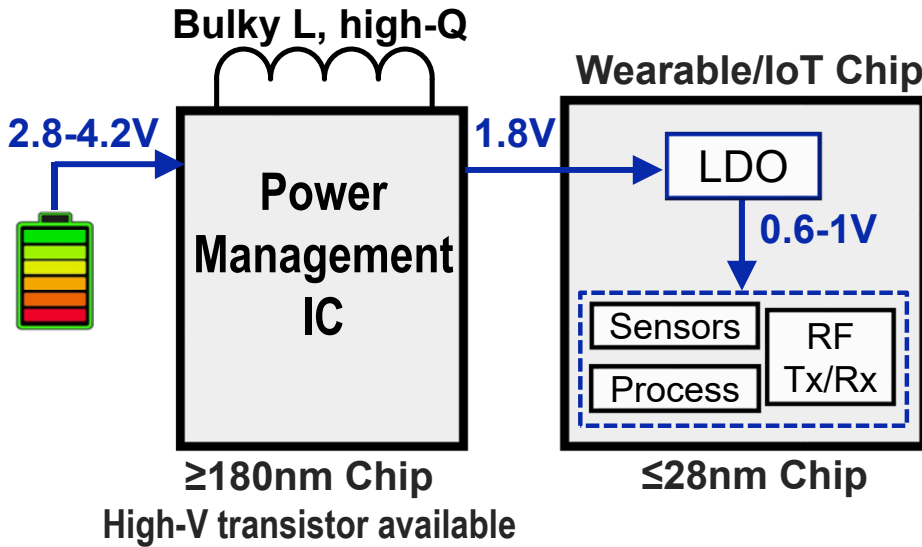 Bulky L, high-Q
Wearable/IoT Chip
2.8-4.2V
1.8V
LDO
Power
Management
IC
0.6-1V
Sensors
Process
RF
Tx/Rx
≥180nm Chip
High-V transistor available
≤28nm Chip